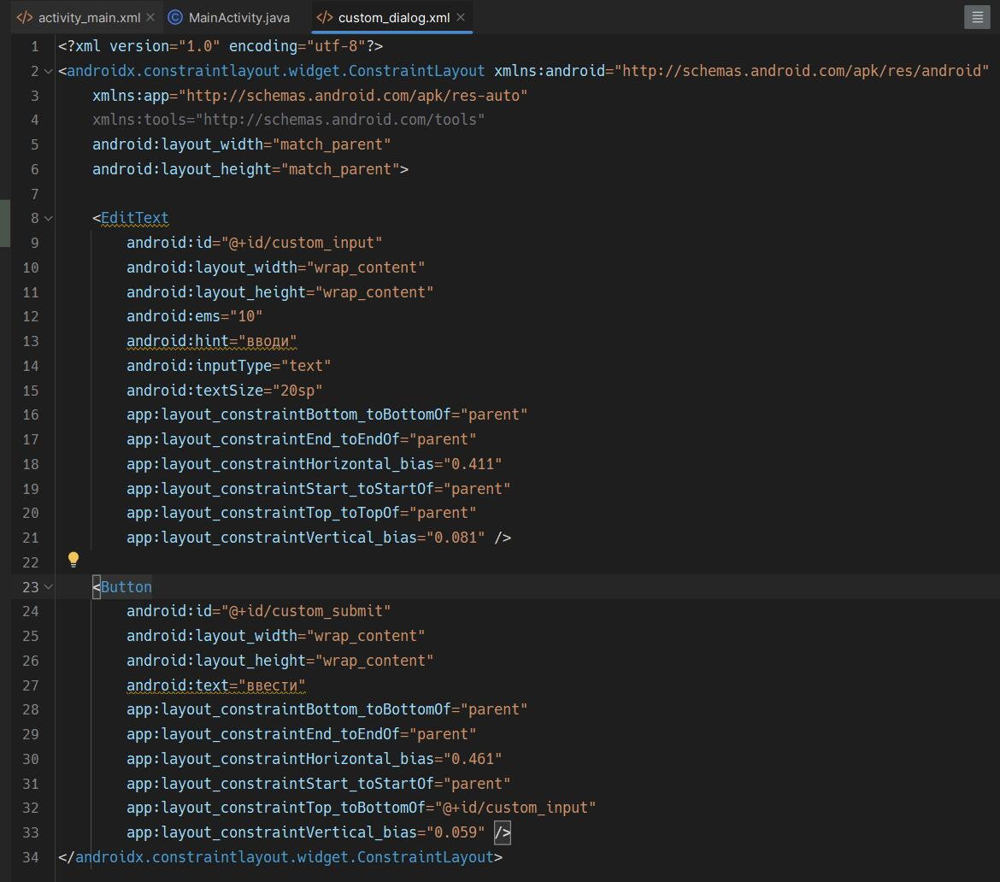 activity_main.xml MainActivity.java custom_dialog.xml
1 <?xml version="1.0" encoding="utf-8"?>
2 <androidx.constraintlayout.widget.ConstraintLayout xmlns:android="http://schemas.android.com/apk/res/android"
3 xmlns:app="http://schemas.android.com/apk/res-auto"
4 xmlns:tools="http://schemas.android.com/tools"
5 android:layout_width="match_parent"
6 android:layout_height="match_parent">
7
8 <EditText
9 android:id="@+id/custom_input"
10 android:layout_width="wrap_content"
11 android:layout_height="wrap_content"
12 android:ems="10"
13 android:hint="вводи"
14 android:inputType="text"
15 android:textSize="20sp"
16 app:layout_constraintBottom_toBottomOf="parent"
17 app:layout_constraintEnd_toEndOf="parent"
18 app:layout_constraintHorizontal_bias="0.411"
19 app:layout_constraintStart_toStartOf="parent"
20 app:layout_constraintTop_toTopOf="parent"
21 app:layout_constraintVertical_bias="0.081" />
22
23 <Button
24 android:id="@+id/custom_submit"
25 android:layout_width="wrap_content"
26 android:layout_height="wrap_content"
27 android:text="ввести"
28 app:layout_constraintBottom_toBottomOf="parent"
29 app:layout_constraintEnd_toEndOf="parent"
30 app:layout_constraintHorizontal_bias="0.461"
31 app:layout_constraintStart_toStartOf="parent"
32 app:layout_constraintTop_toBottomOf="@+id/custom_input"
33 app:layout_constraintVertical_bias="0.059" />
34 </androidx.constraintlayout.widget.ConstraintLayout>